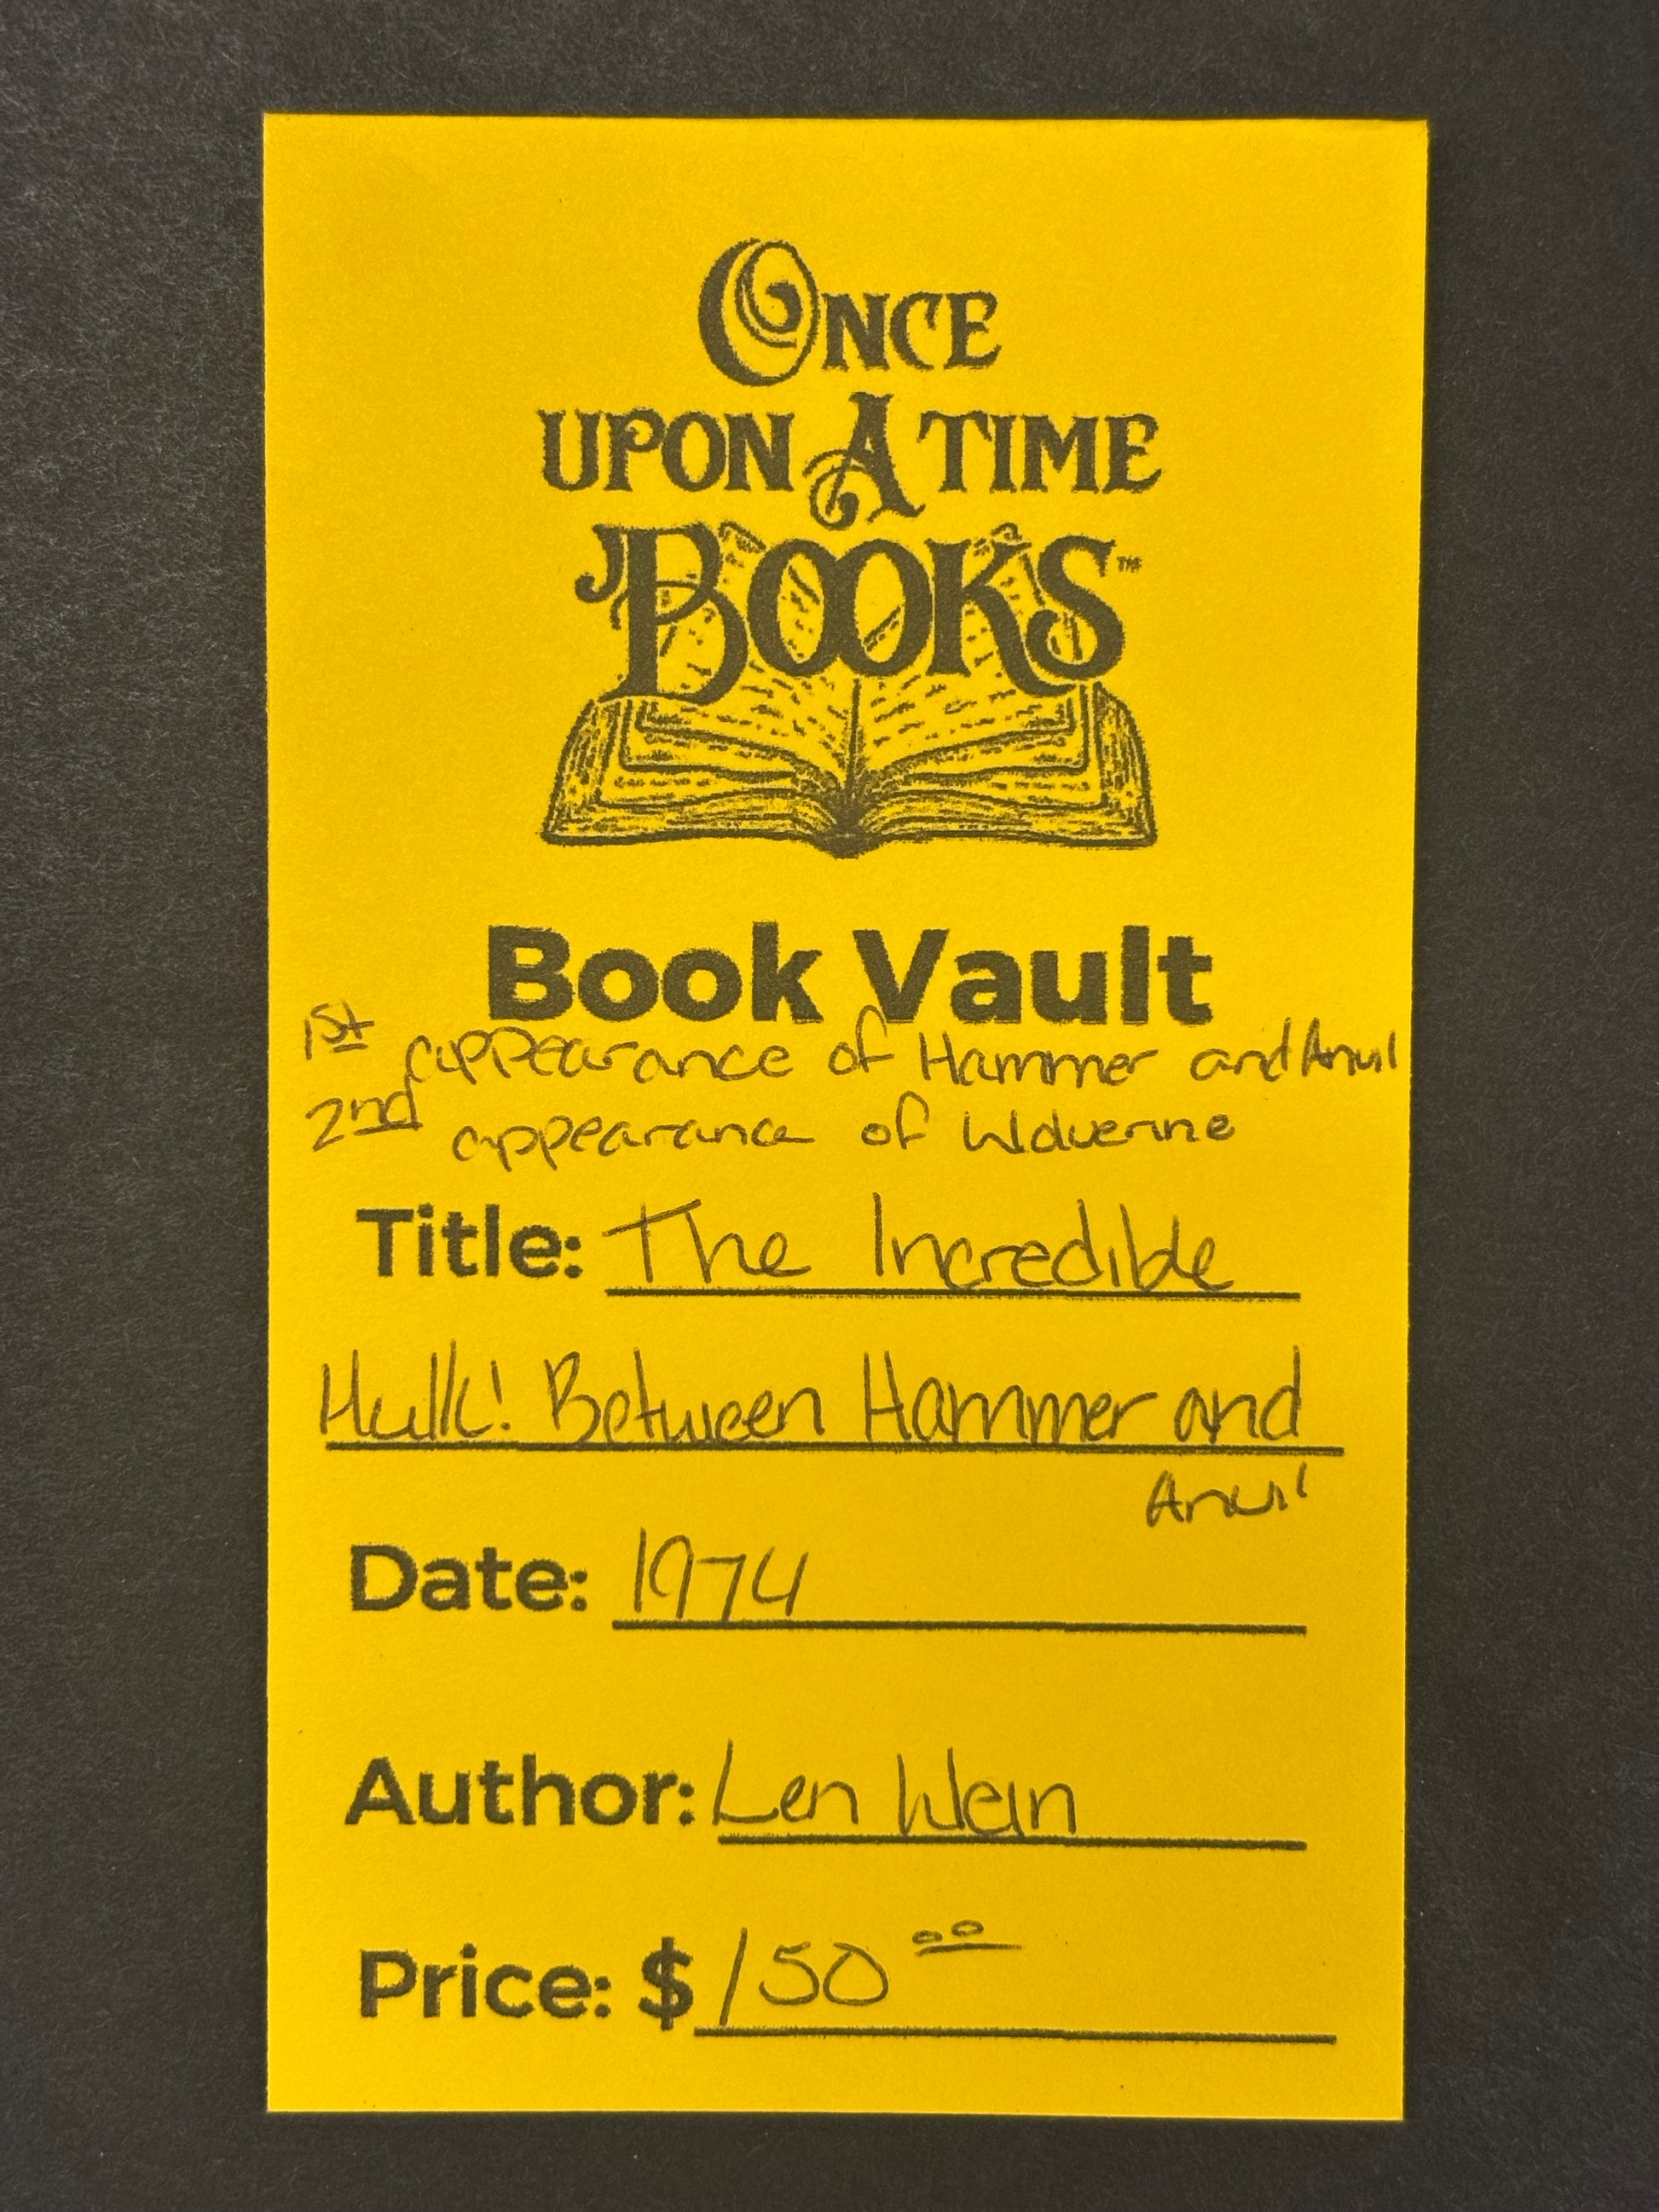 ONCE
UPON A TIME
BOOKS™
Book Vault
1st appearance of Hammer and Anvil
2nd appearance of Wolverine
Title: The Incredible
Hulk! Between Hammer and
Anvil
Date: 1974
Author: Len Wein
Price: $150.00